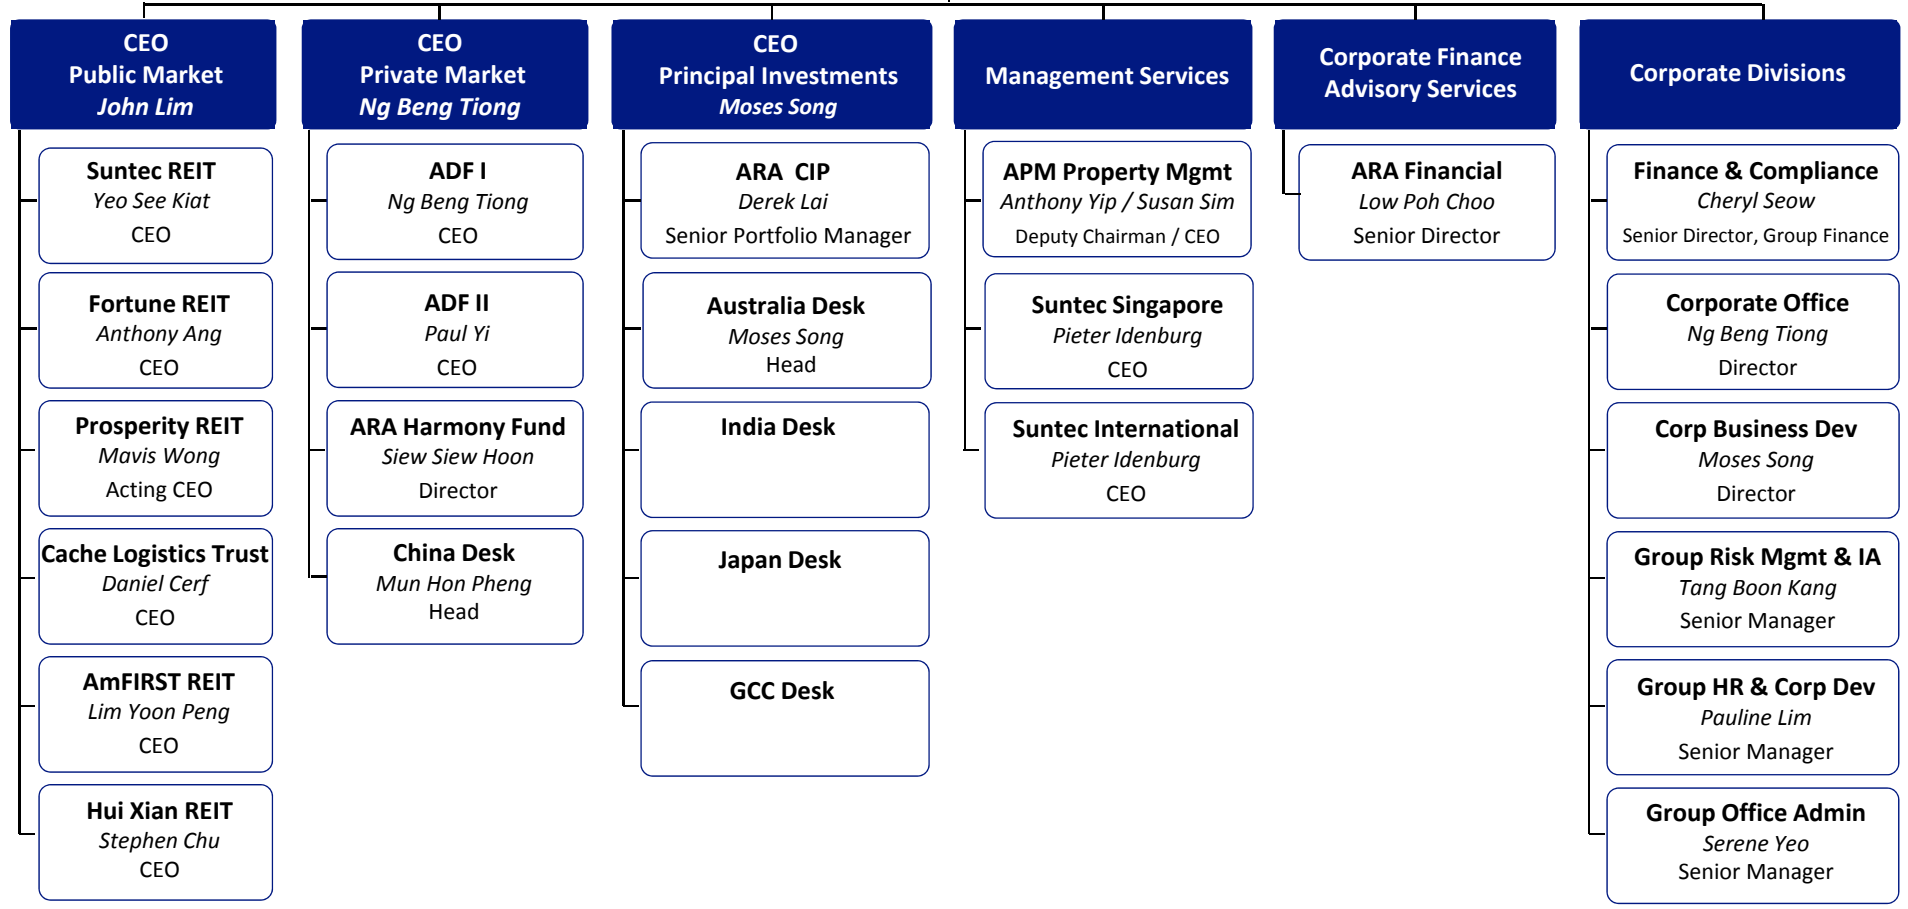 CEO
Public Market
John Lim
Suntec REIT
Yeo See Kiat
CEO
Fortune REIT
Anthony Ang
CEO
Prosperity REIT
Mavis Wong
Acting CEO
Cache Logistics Trust
Daniel Cerf
CEO
AmFIRST REIT
Lim Yoon Peng
CEO
Hui Xian REIT
Stephen Chu
CEO
CEO
Private Market
Ng Beng Tiong
ADF I
Ng Beng Tiong
CEO
ADF II
Paul Yi
CEO
ARA Harmony Fund
Siew Siew Hoon
Director
China Desk
Mun Hon Pheng
Head
CEO
Principal Investments
Moses Song
ARA CIP
Derek Lai
Senior Portfolio Manager
Australia Desk
Moses Song
Head
India Desk
Japan Desk
GCC Desk
Management Services
APM Property Mgmt
Anthony Yip / Susan Sim
Deputy Chairman / CEO
Suntec Singapore
Pieter Idenburg
CEO
Suntec International
Pieter Idenburg
CEO
Corporate Finance
Advisory Services
ARA Financial
Low Poh Choo
Senior Director
Corporate Divisions
Finance & Compliance
Cheryl Seow
Senior Director, Group Finance
Corporate Office
Ng Beng Tiong
Director
Corp Business Dev
Moses Song
Director
Group Risk Mgmt & IA
Tang Boon Kang
Senior Manager
Group HR & Corp Dev
Pauline Lim
Senior Manager
Group Office Admin
Serene Yeo
Senior Manager